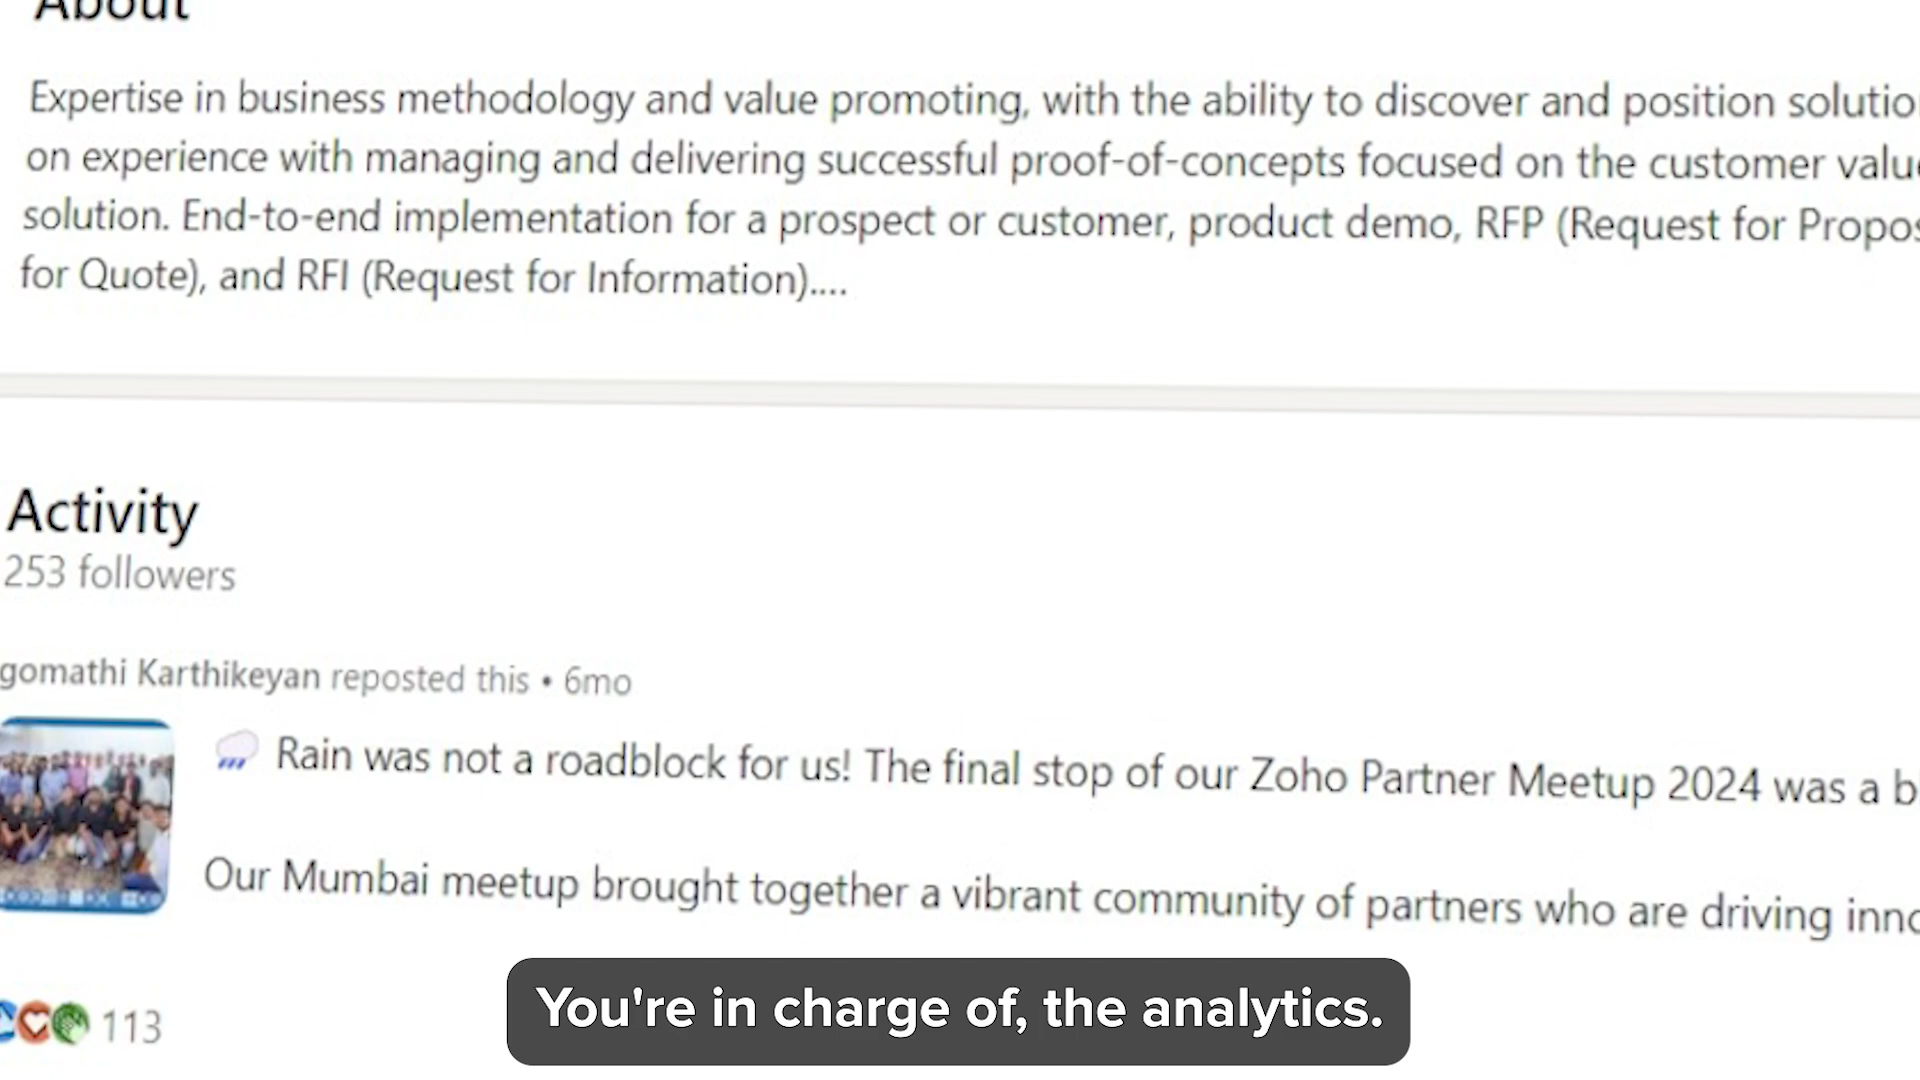 About
Expertise in business methodology and value promoting, with the ability to discover and position solutio
on experience with managing and delivering successful proof-of-concepts focused on the customer value
solution. End-to-end implementation for a prospect or customer, product demo, RFP (Request for Propos
for Quote), and RFI (Request for Information)....
Activity
253 followers
gomathi Karthikeyan reposted this • 6mo
Rain was not a roadblock for us! The final stop of our Zoho Partner Meetup 2024 was a b
Our Mumbai meetup brought together a vibrant community of partners who are driving inno
113
You're in charge of, the analytics.